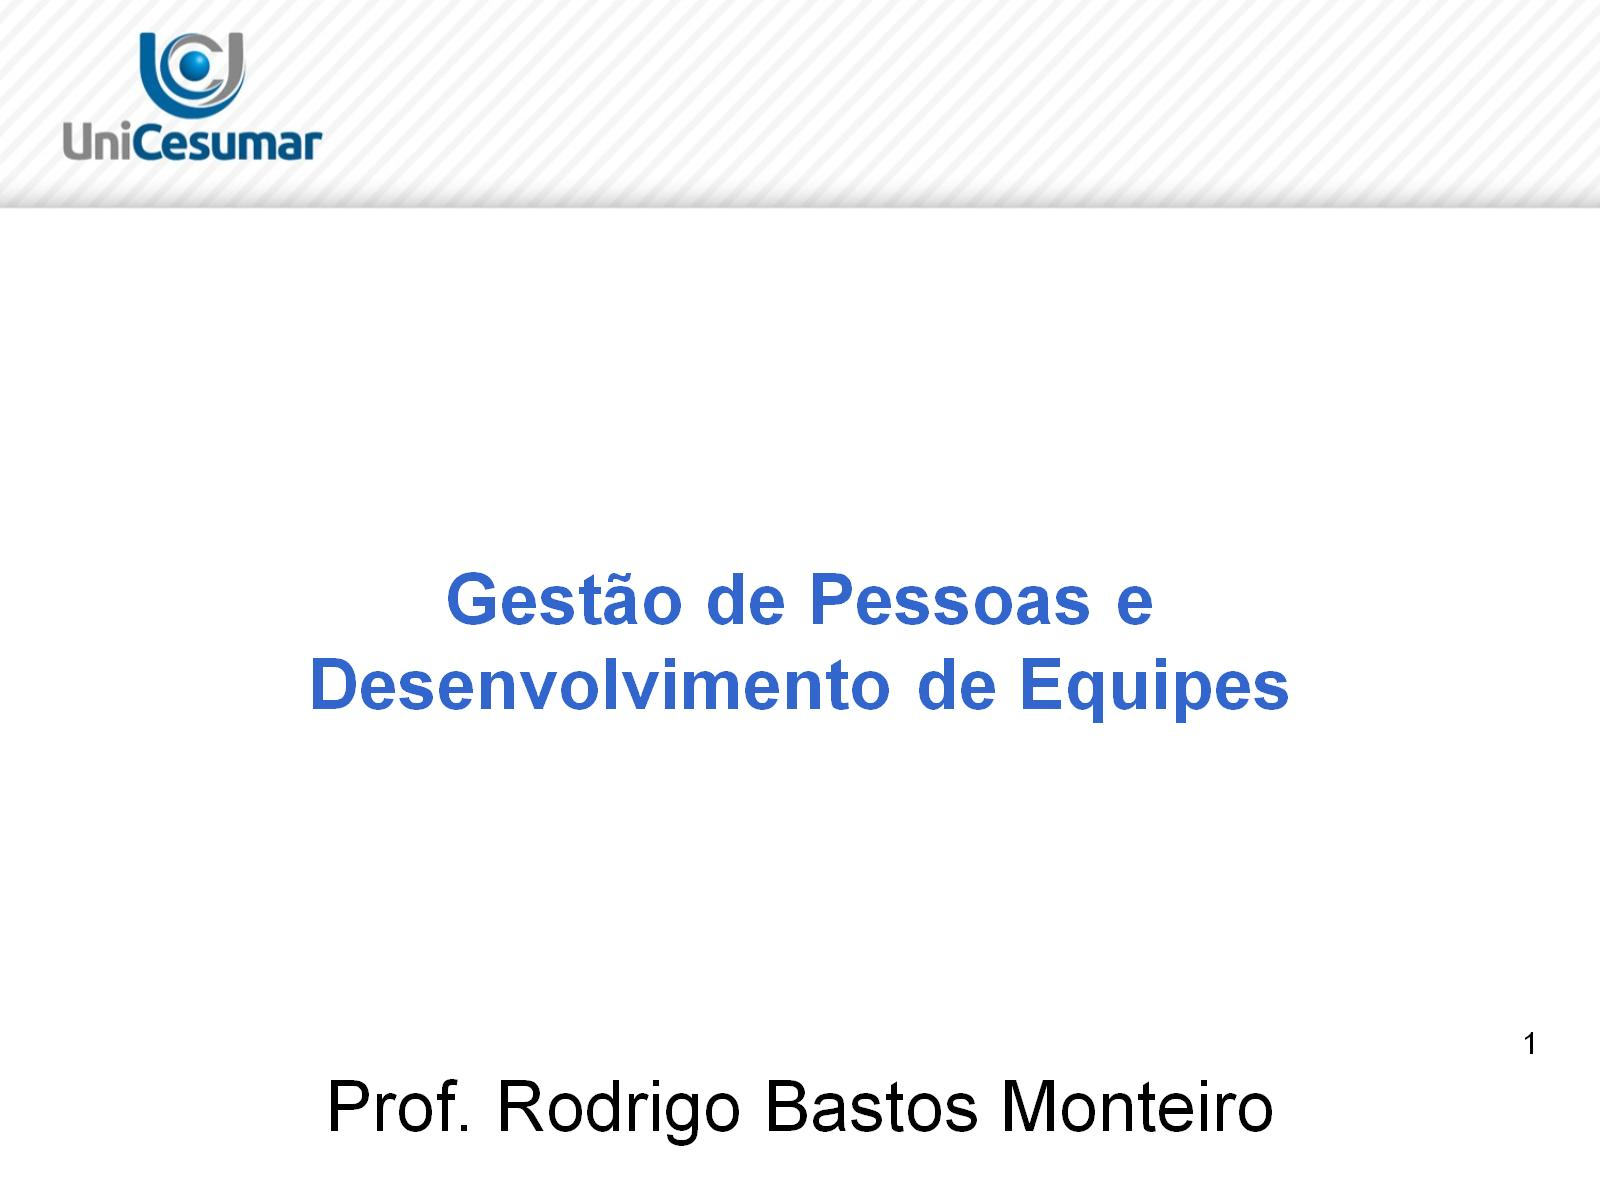 UniCesumar
Gestão de Pessoas e
Desenvolvimento de Equipes
1
Prof. Rodrigo Bastos Monteiro